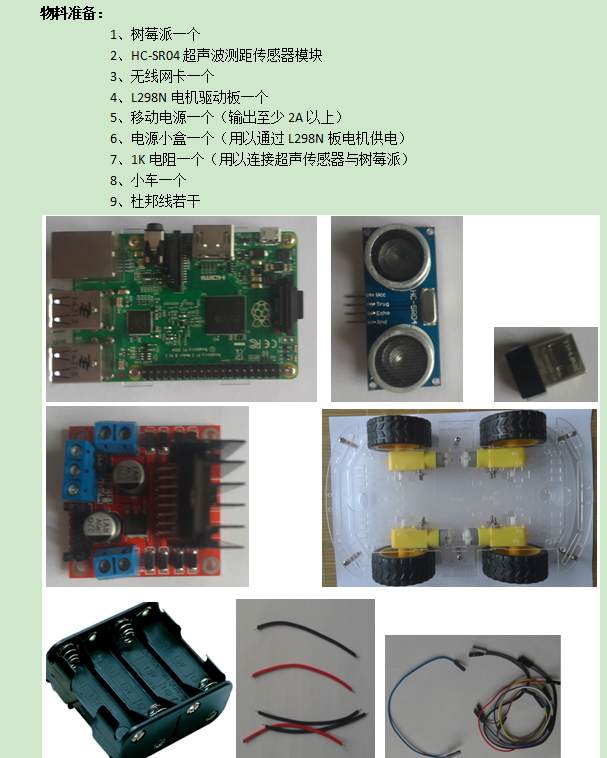 物料准备：
1、树莓派一个
2、HC-SR04 超声波测距传感器模块
3、无线网卡一个
4、L298N 电机驱动板一个
5、移动电源一个（输出至少 2A 以上）
6、电源小盒一个（用以通过 L298N 板电机供电）
7、1K 电阻一个（用以连接超声传感器与树莓派）
8、小车一个
9、杜邦线若干
HDMI
Vcc
Trig
Echo
Gnd
HC-SR04